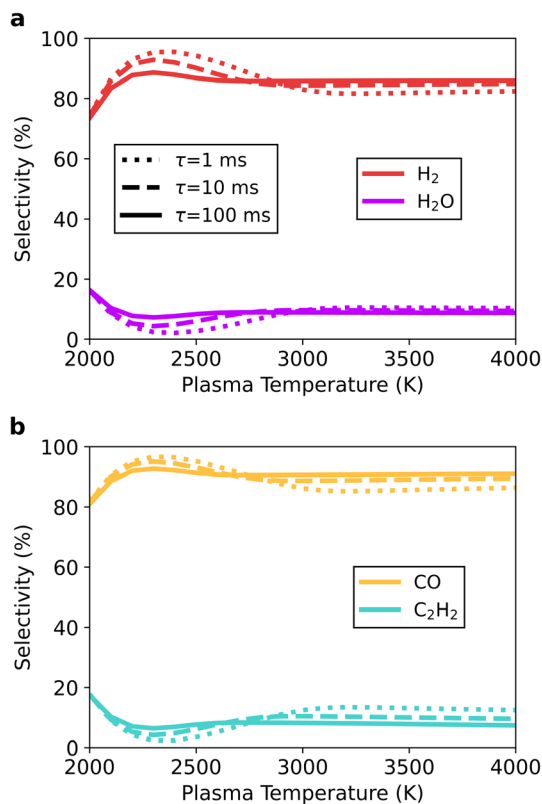 a
100
80
60
40
20
0
Selectivity (%)
τ=1 ms
τ=10 ms
τ=100 ms
H₂
H₂O
2000 2500 3000 3500 4000
Plasma Temperature (K)
b
100
80
60
40
20
0
Selectivity (%)
CO
C₂H₂
2000 2500 3000 3500 4000
Plasma Temperature (K)